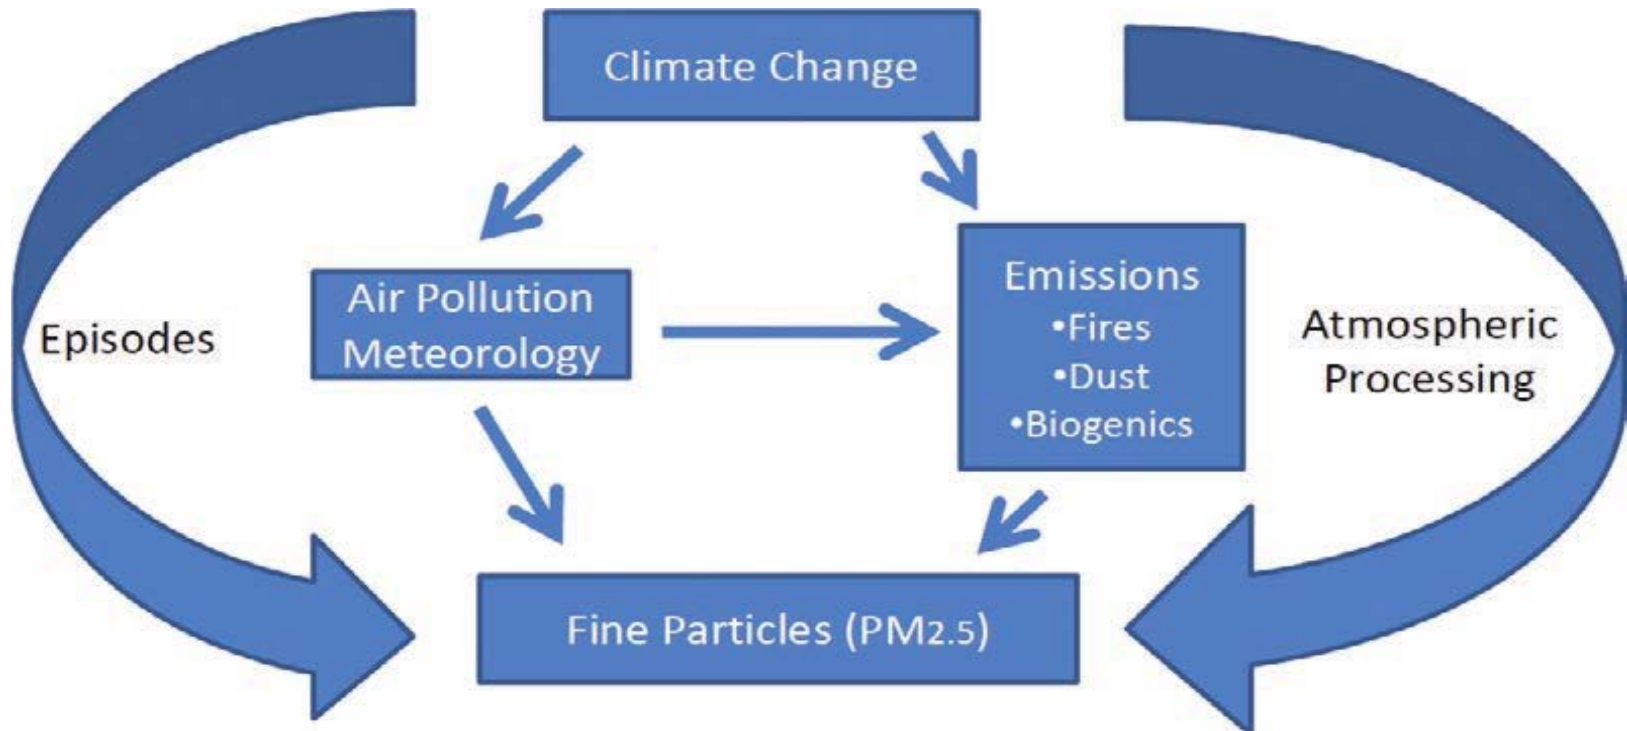 Climate Change
Episodes
Air Pollution
Meteorology
Emissions
•Fires
•Dust
•Biogenics
Atmospheric
Processing
Fine Particles (PM2.5)